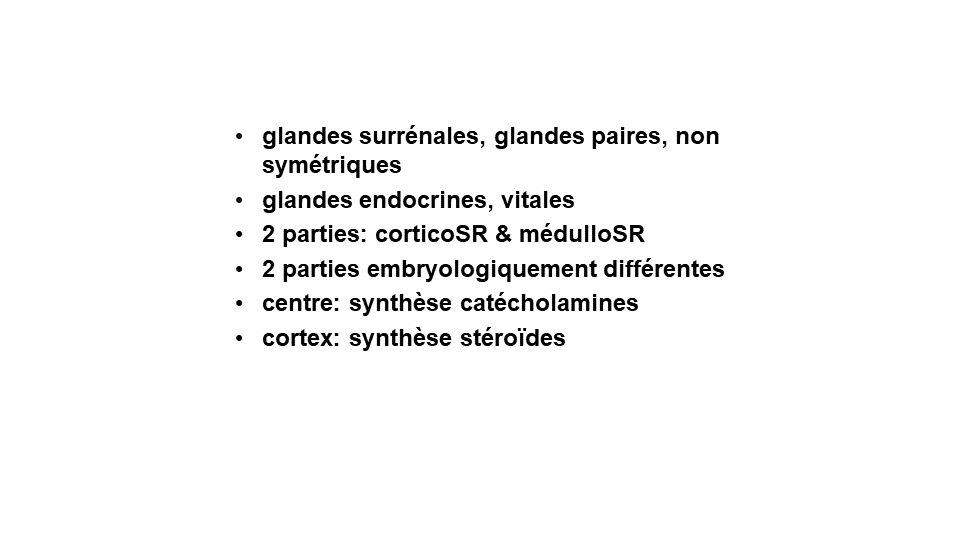 • glandes surrénales, glandes paires, non
symétriques
• glandes endocrines, vitales
• 2 parties: corticoSR & médulloSR
• 2 parties embryologiquement différentes
• centre: synthèse catécholamines
• cortex: synthèse stéroïdes